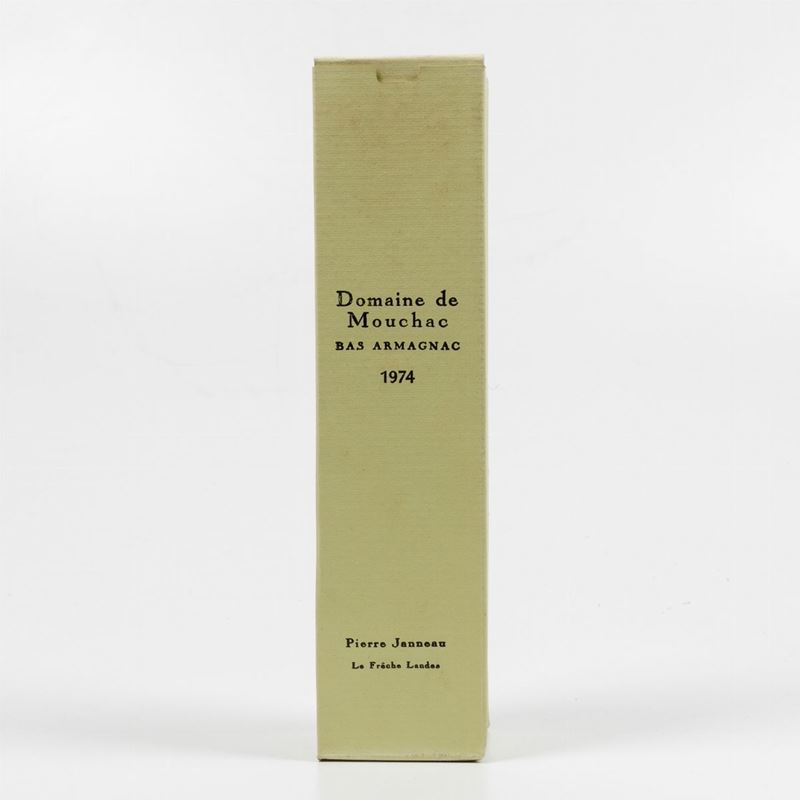 Domaine de
Mouchac
BAS ARMAGNAC
1974
Pierre Janneau
Le Frêche Landes